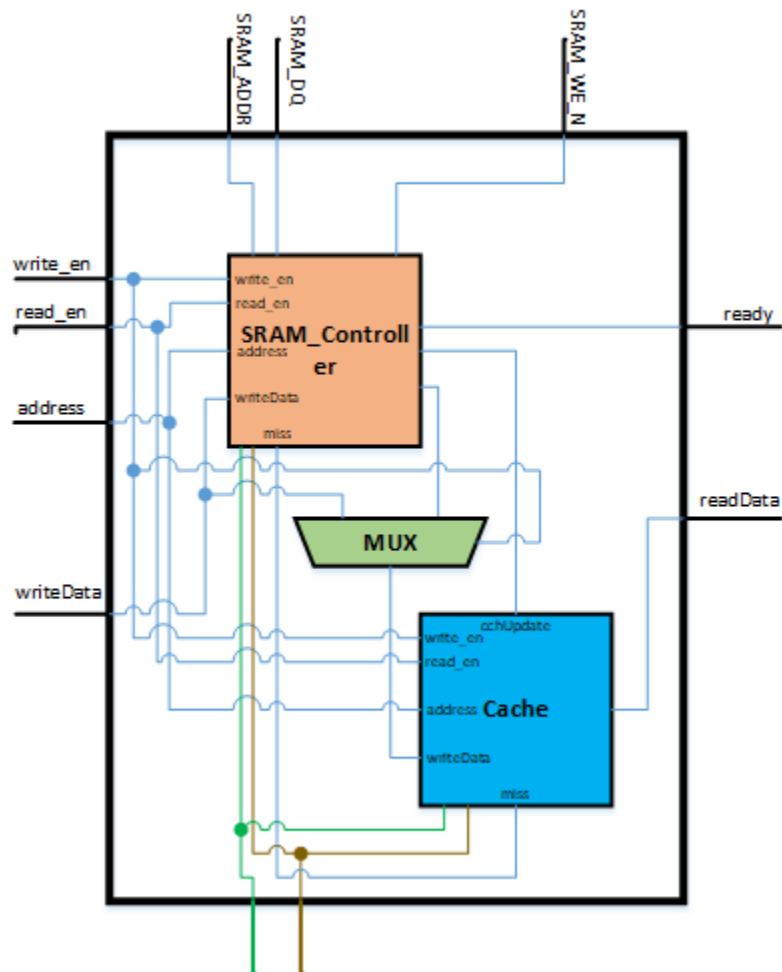 SRAM_ADDR
SRAM_DQ
SRAM_WE_N
write_en
read_en
address
writeData
write_en
read_en
SRAM_Controll
er
address
writeData
miss
ready
readData
MUX
cchUpdate
write_en
read_en
address
Cache
writeData
miss